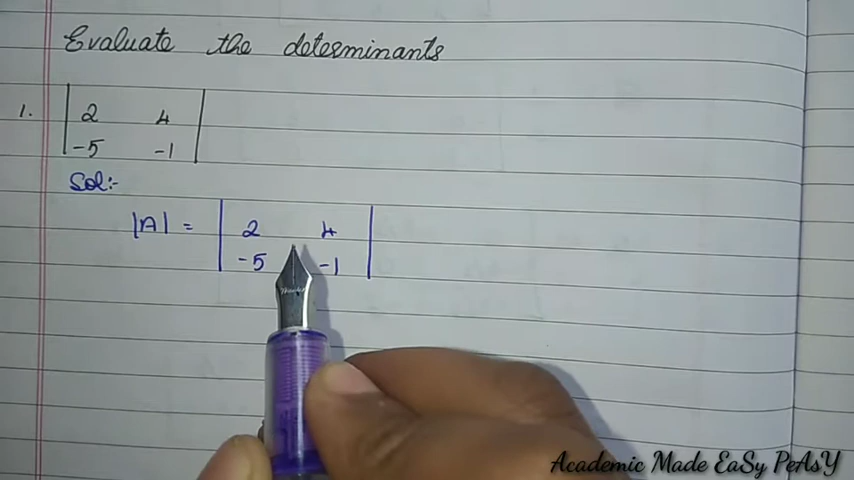 Evaluate the determinants
1. | 2 4 |
| -5 -1 |
Sol:-
|A| = | 2 4 |
| -5 -1 |
Academic Made EaSy PeAsY